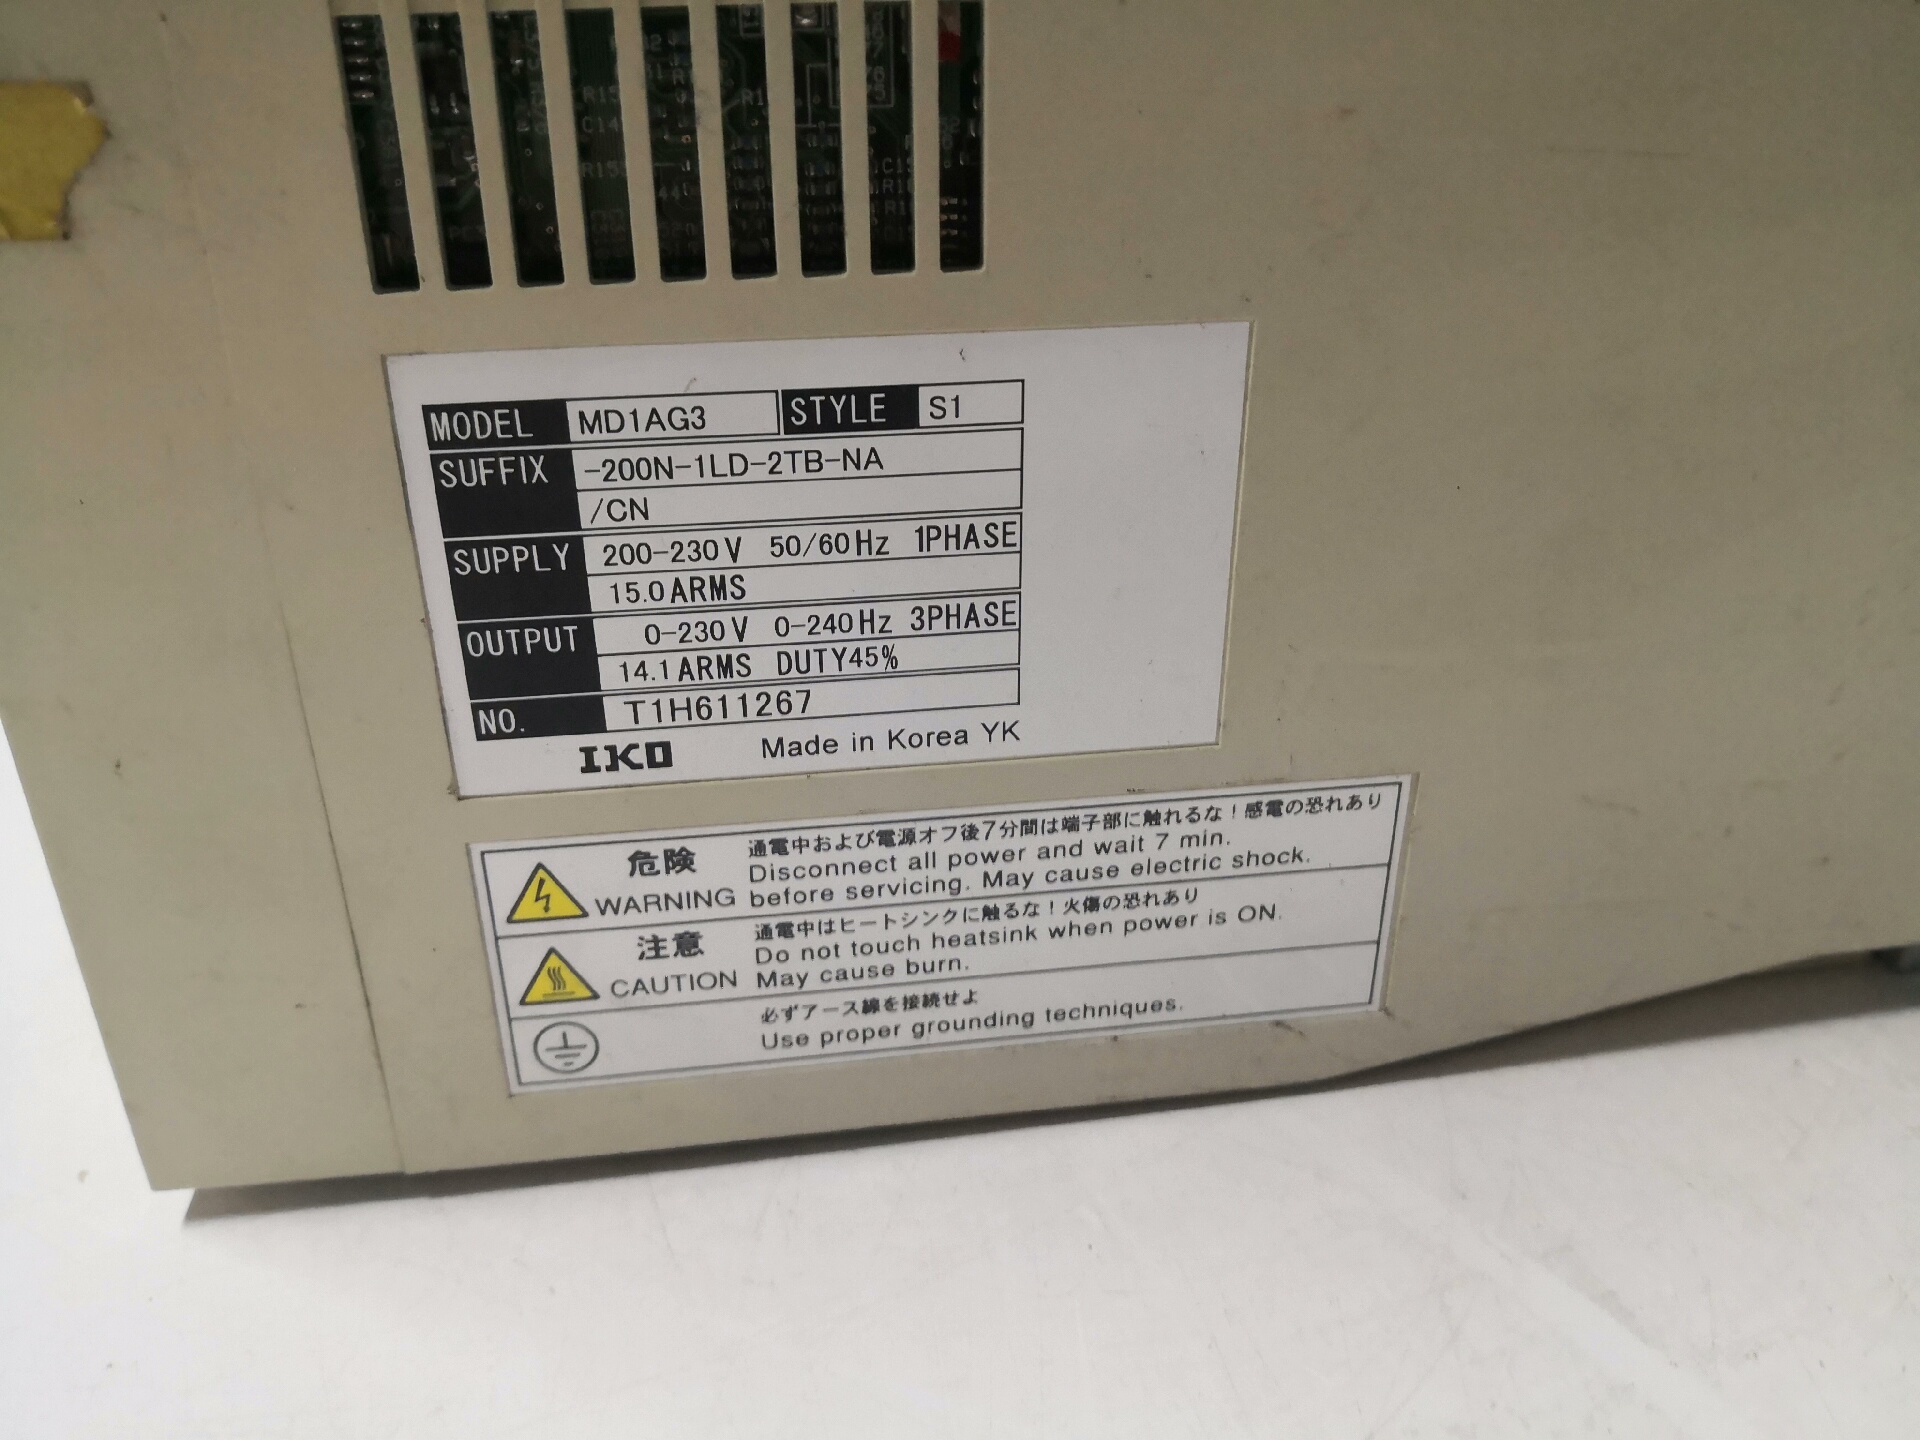 MODEL MD1AG3 STYLE S1
SUFFIX -200N-1LD-2TB-NA
/CN
SUPPLY 200-230V 50/60Hz 1PHASE
15.0ARMS
OUTPUT 0-230V 0-240Hz 3PHASE
14.1ARMS DUTY45%
NO. T1H611267
IKO Made in Korea YK
危険 通電中および電源オフ後7分間は端子部に触れるな！感電の恐れあり
WARNING Disconnect all power and wait 7 min.
before servicing. May cause electric shock.
注意 通電中はヒートシンクに触るな！火傷の恐れあり
CAUTION Do not touch heatsink when power is ON.
May cause burn.
必ずアース線を接続せよ
Use proper grounding techniques.